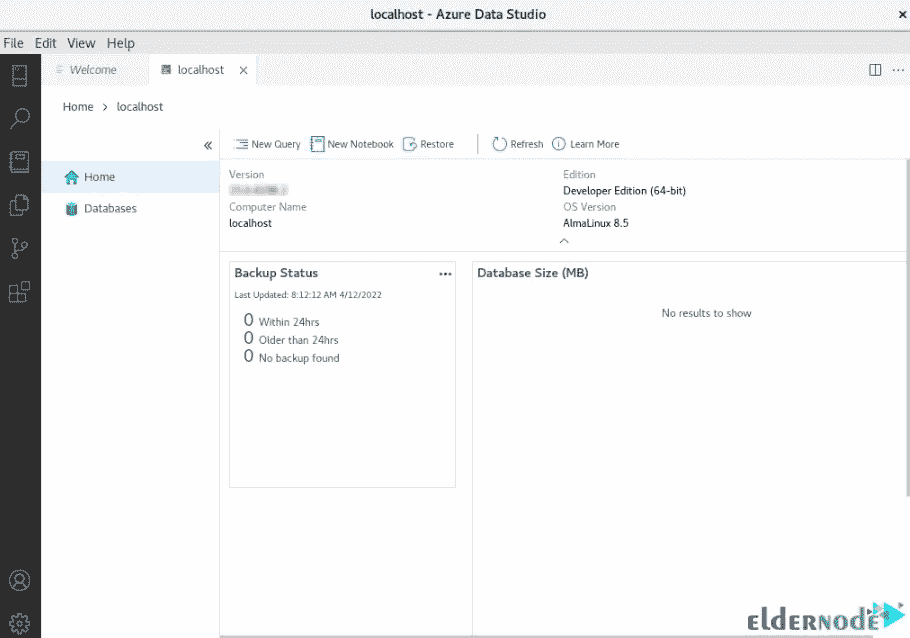 localhost - Azure Data Studio
File Edit View Help
Welcome localhost
Home > localhost
New Query New Notebook Restore Refresh Learn More
Home
Databases
Version
Edition
Developer Edition (64-bit)
Computer Name
OS Version
localhost
AlmaLinux 8.5
Backup Status
Database Size (MB)
Last Updated: 8:12:12 AM 4/12/2022
No results to show
0 Within 24hrs
0 Older than 24hrs
0 No backup found
eldernode